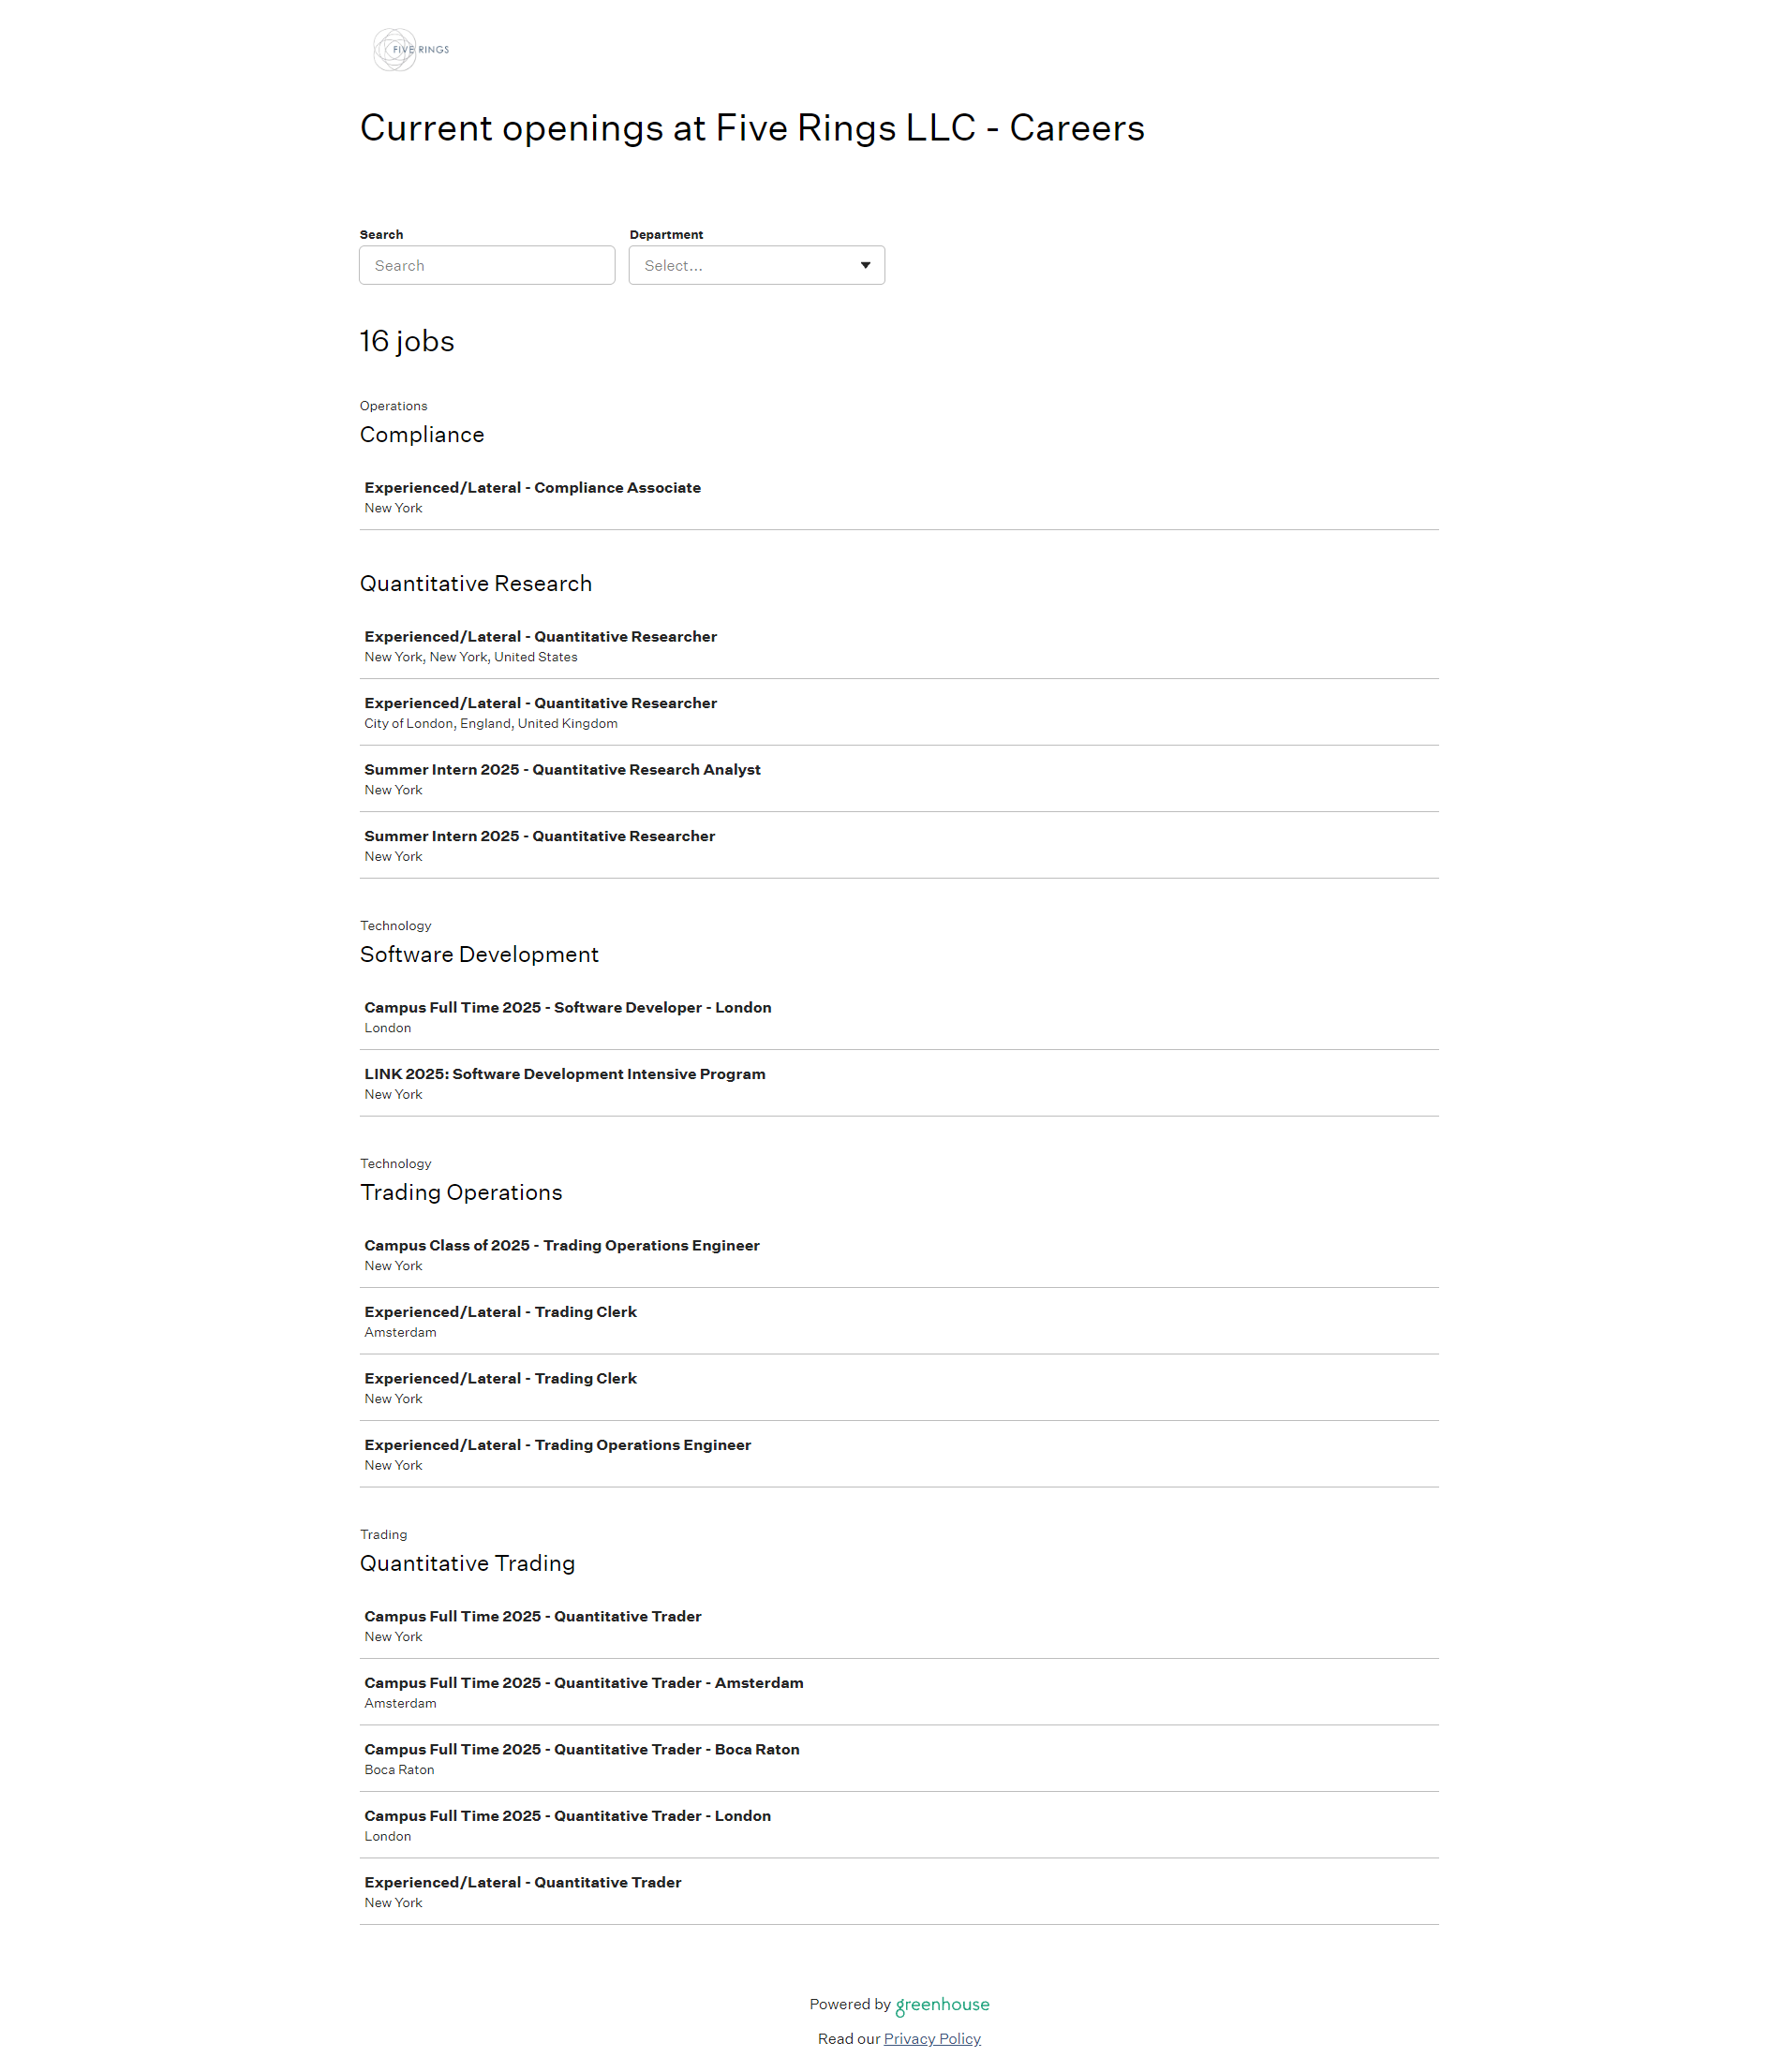 FIVE RINGS
Current openings at Five Rings LLC - Careers
Search
Department
Search
Select...
16 jobs
Operations
Compliance
Experienced/Lateral - Compliance Associate
New York
Quantitative Research
Experienced/Lateral - Quantitative Researcher
New York, New York, United States
Experienced/Lateral - Quantitative Researcher
City of London, England, United Kingdom
Summer Intern 2025 - Quantitative Research Analyst
New York
Summer Intern 2025 - Quantitative Researcher
New York
Technology
Software Development
Campus Full Time 2025 - Software Developer - London
London
LINK 2025: Software Development Intensive Program
New York
Technology
Trading Operations
Campus Class of 2025 - Trading Operations Engineer
New York
Experienced/Lateral - Trading Clerk
Amsterdam
Experienced/Lateral - Trading Clerk
New York
Experienced/Lateral - Trading Operations Engineer
New York
Trading
Quantitative Trading
Campus Full Time 2025 - Quantitative Trader
New York
Campus Full Time 2025 - Quantitative Trader - Amsterdam
Amsterdam
Campus Full Time 2025 - Quantitative Trader - Boca Raton
Boca Raton
Campus Full Time 2025 - Quantitative Trader - London
London
Experienced/Lateral - Quantitative Trader
New York
Powered by greenhouse
Read our Privacy Policy